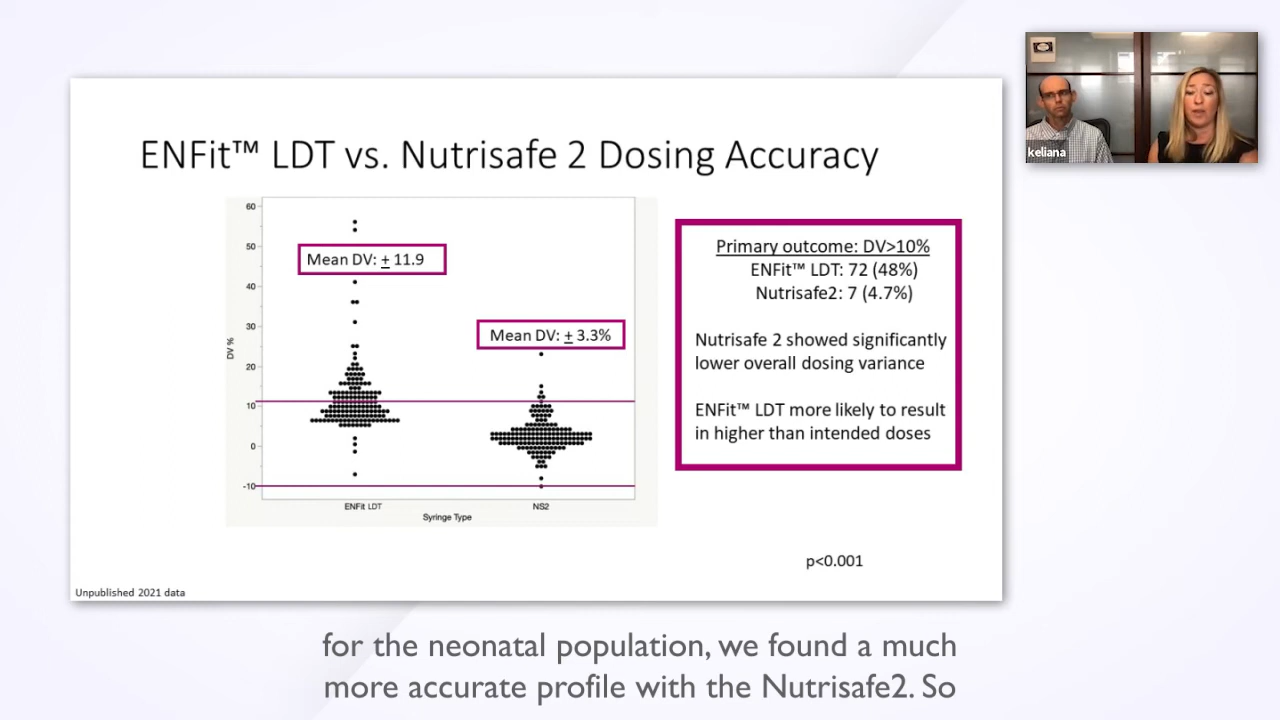 ENFit™ LDT vs. Nutrisafe 2 Dosing Accuracy
60
50
40
30
20
10
0
-10
DV %
Mean DV: ± 11.9
Mean DV: ± 3.3%
ENFit LDT
NS2
Syringe Type
Primary outcome: DV>10%
ENFit™ LDT: 72 (48%)
Nutrisafe2: 7 (4.7%)
Nutrisafe 2 showed significantly
lower overall dosing variance
ENFit™ LDT more likely to result
in higher than intended doses
p<0.001
Unpublished 2021 data
keliana
for the neonatal population, we found a much
more accurate profile with the Nutrisafe2. So